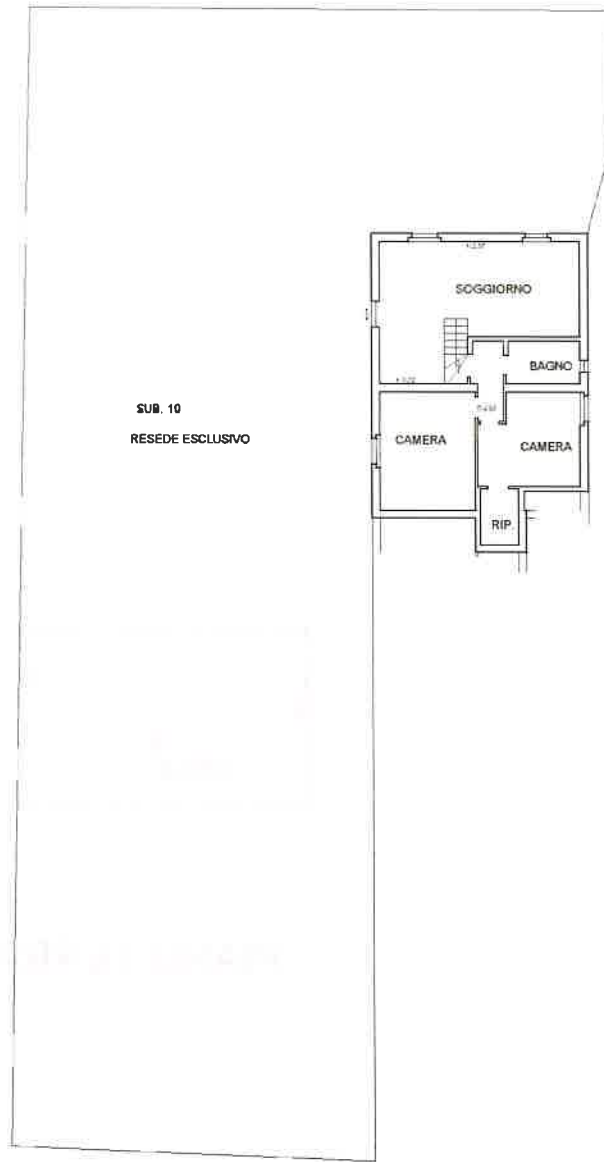 SOGGIORNO
BAGNO
SUB. 10
RESEDE ESCLUSIVO
CAMERA
CAMERA
RIP.